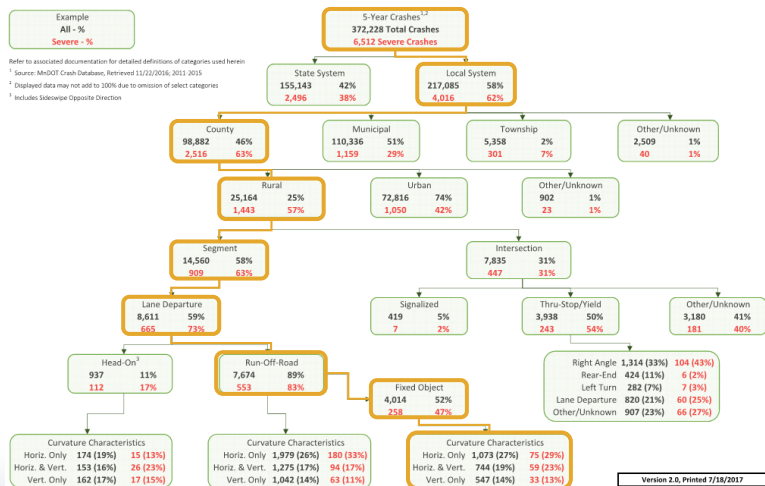 Example
All - %
Severe - %
Refer to associated documentation for detailed definitions of categories used herein
1 Source: MnDOT Crash Database, Retrieved 11/22/2016; 2011-2015
2 Displayed data may not add to 100% due to omission of select categories
3 Includes Sideswipe Opposite Direction
5-Year Crashes1,2
372,228 Total Crashes
6,512 Severe Crashes
State System
155,143 42%
2,496 38%
Local System
217,085 58%
4,016 62%
County
98,882 46%
2,516 63%
Municipal
110,336 51%
1,159 29%
Township
5,358 2%
301 7%
Other/Unknown
2,509 1%
40 1%
Rural
25,164 25%
1,443 57%
Urban
72,816 74%
1,050 42%
Other/Unknown
902 1%
23 1%
Segment
14,560 58%
909 63%
Intersection
7,835 31%
447 31%
Lane Departure
8,611 59%
665 73%
Signalized
419 5%
7 2%
Thru-Stop/Yield
3,938 50%
243 54%
Other/Unknown
3,180 41%
181 40%
Head-On3
937 11%
112 17%
Run-Off-Road
7,674 89%
553 83%
Fixed Object
4,014 52%
258 47%
Right Angle 1,314 (33%) 104 (43%)
Rear-End 424 (11%) 6 (2%)
Left Turn 282 (7%) 7 (3%)
Lane Departure 820 (21%) 60 (25%)
Other/Unknown 907 (23%) 66 (27%)
Curvature Characteristics
Horiz. Only 174 (19%) 15 (13%)
Horiz. & Vert. 153 (16%) 26 (23%)
Vert. Only 162 (17%) 17 (15%)
Curvature Characteristics
Horiz. Only 1,979 (26%) 180 (33%)
Horiz. & Vert. 1,275 (17%) 94 (17%)
Vert. Only 1,042 (14%) 63 (11%)
Curvature Characteristics
Horiz. Only 1,073 (27%) 75 (29%)
Horiz. & Vert. 744 (19%) 59 (23%)
Vert. Only 547 (14%) 33 (13%)
Version 2.0, Printed 7/18/2017